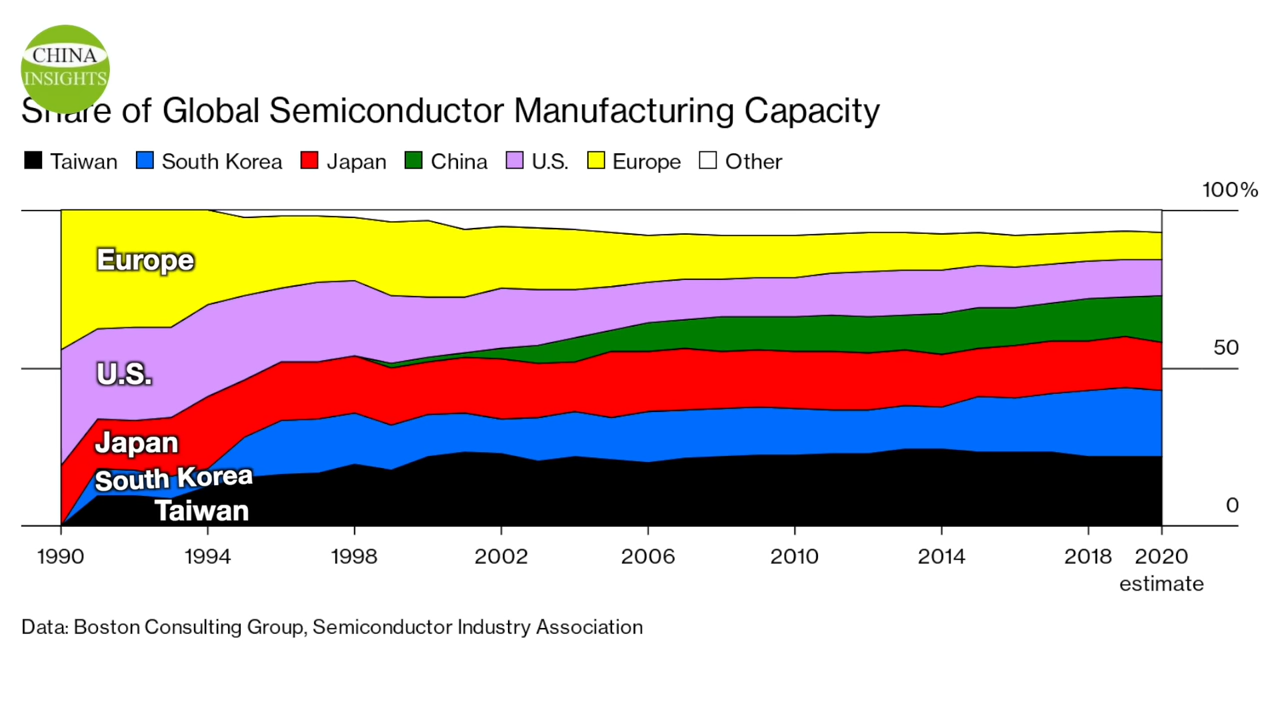 CHINA
INSIGHTS
Share of Global Semiconductor Manufacturing Capacity
Taiwan South Korea Japan China U.S. Europe Other
100%
Europe
50
U.S.
Japan
South Korea
Taiwan
0
1990 1994 1998 2002 2006 2010 2014 2018 2020
estimate
Data: Boston Consulting Group, Semiconductor Industry Association